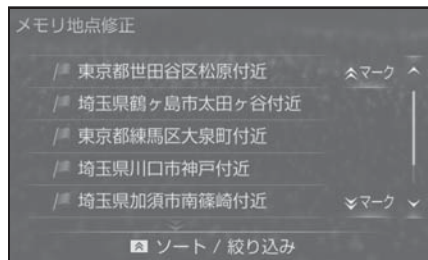 メモリ地点修正
東京都世田谷区松原付近
マーク
埼玉県鶴ヶ島市太田ヶ谷付近
東京都練馬区大泉町付近
埼玉県川口市神戸付近
埼玉県加須市南篠崎付近
マーク
ソート / 絞り込み